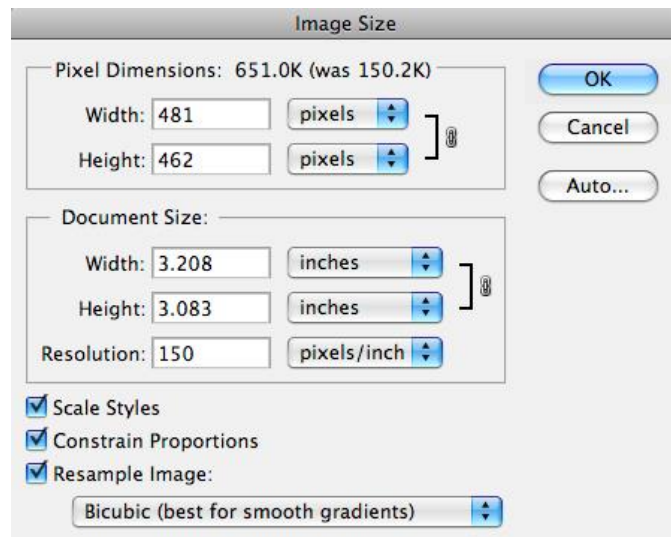 Image Size
Pixel Dimensions: 651.0K (was 150.2K)
Width: 481 pixels
Height: 462 pixels
OK
Cancel
Auto...
Document Size:
Width: 3.208 inches
Height: 3.083 inches
Resolution: 150 pixels/inch
Scale Styles
Constrain Proportions
Resample Image:
Bicubic (best for smooth gradients)